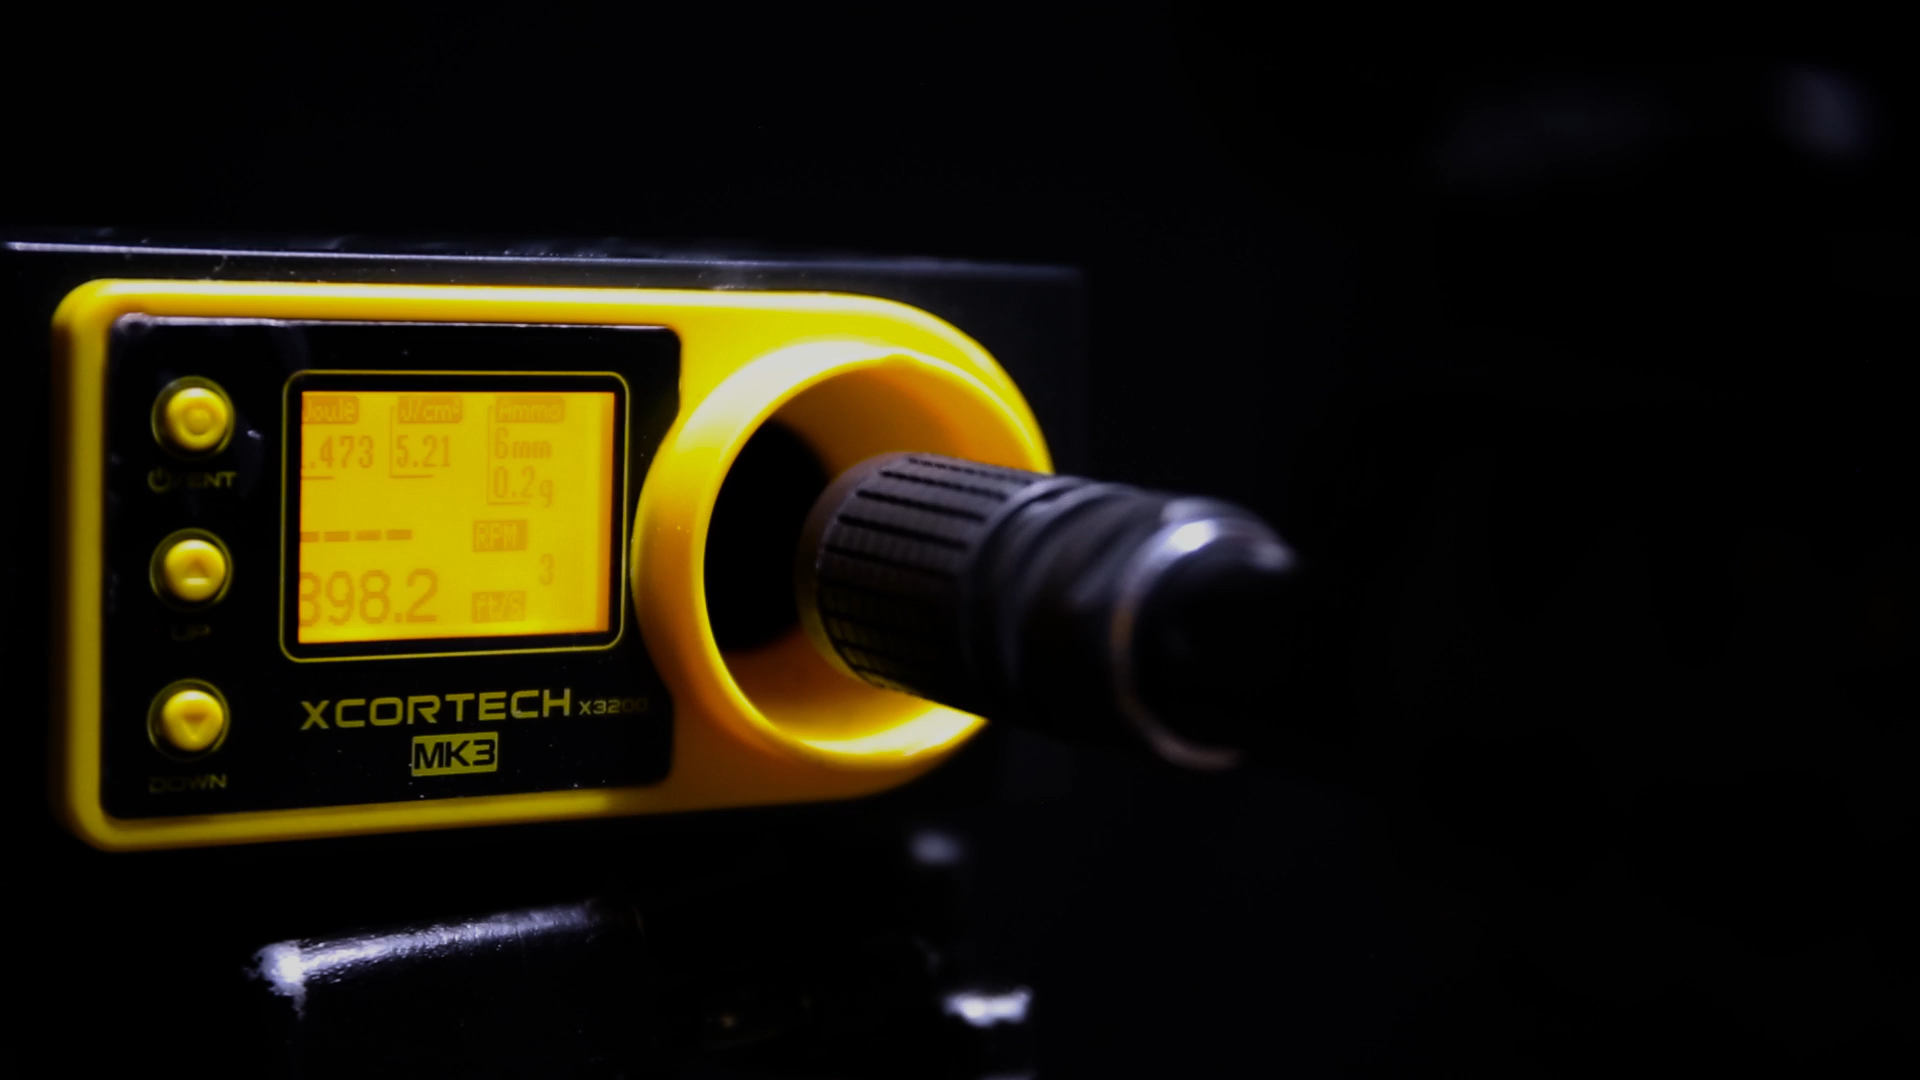 Joule J/cm² Ammo
.473 5.21 6mm
0.2g
---- RPM
3
398.2 ft/s
⏻/ENT
UP
DOWN
XCORTECH X3200
MK3